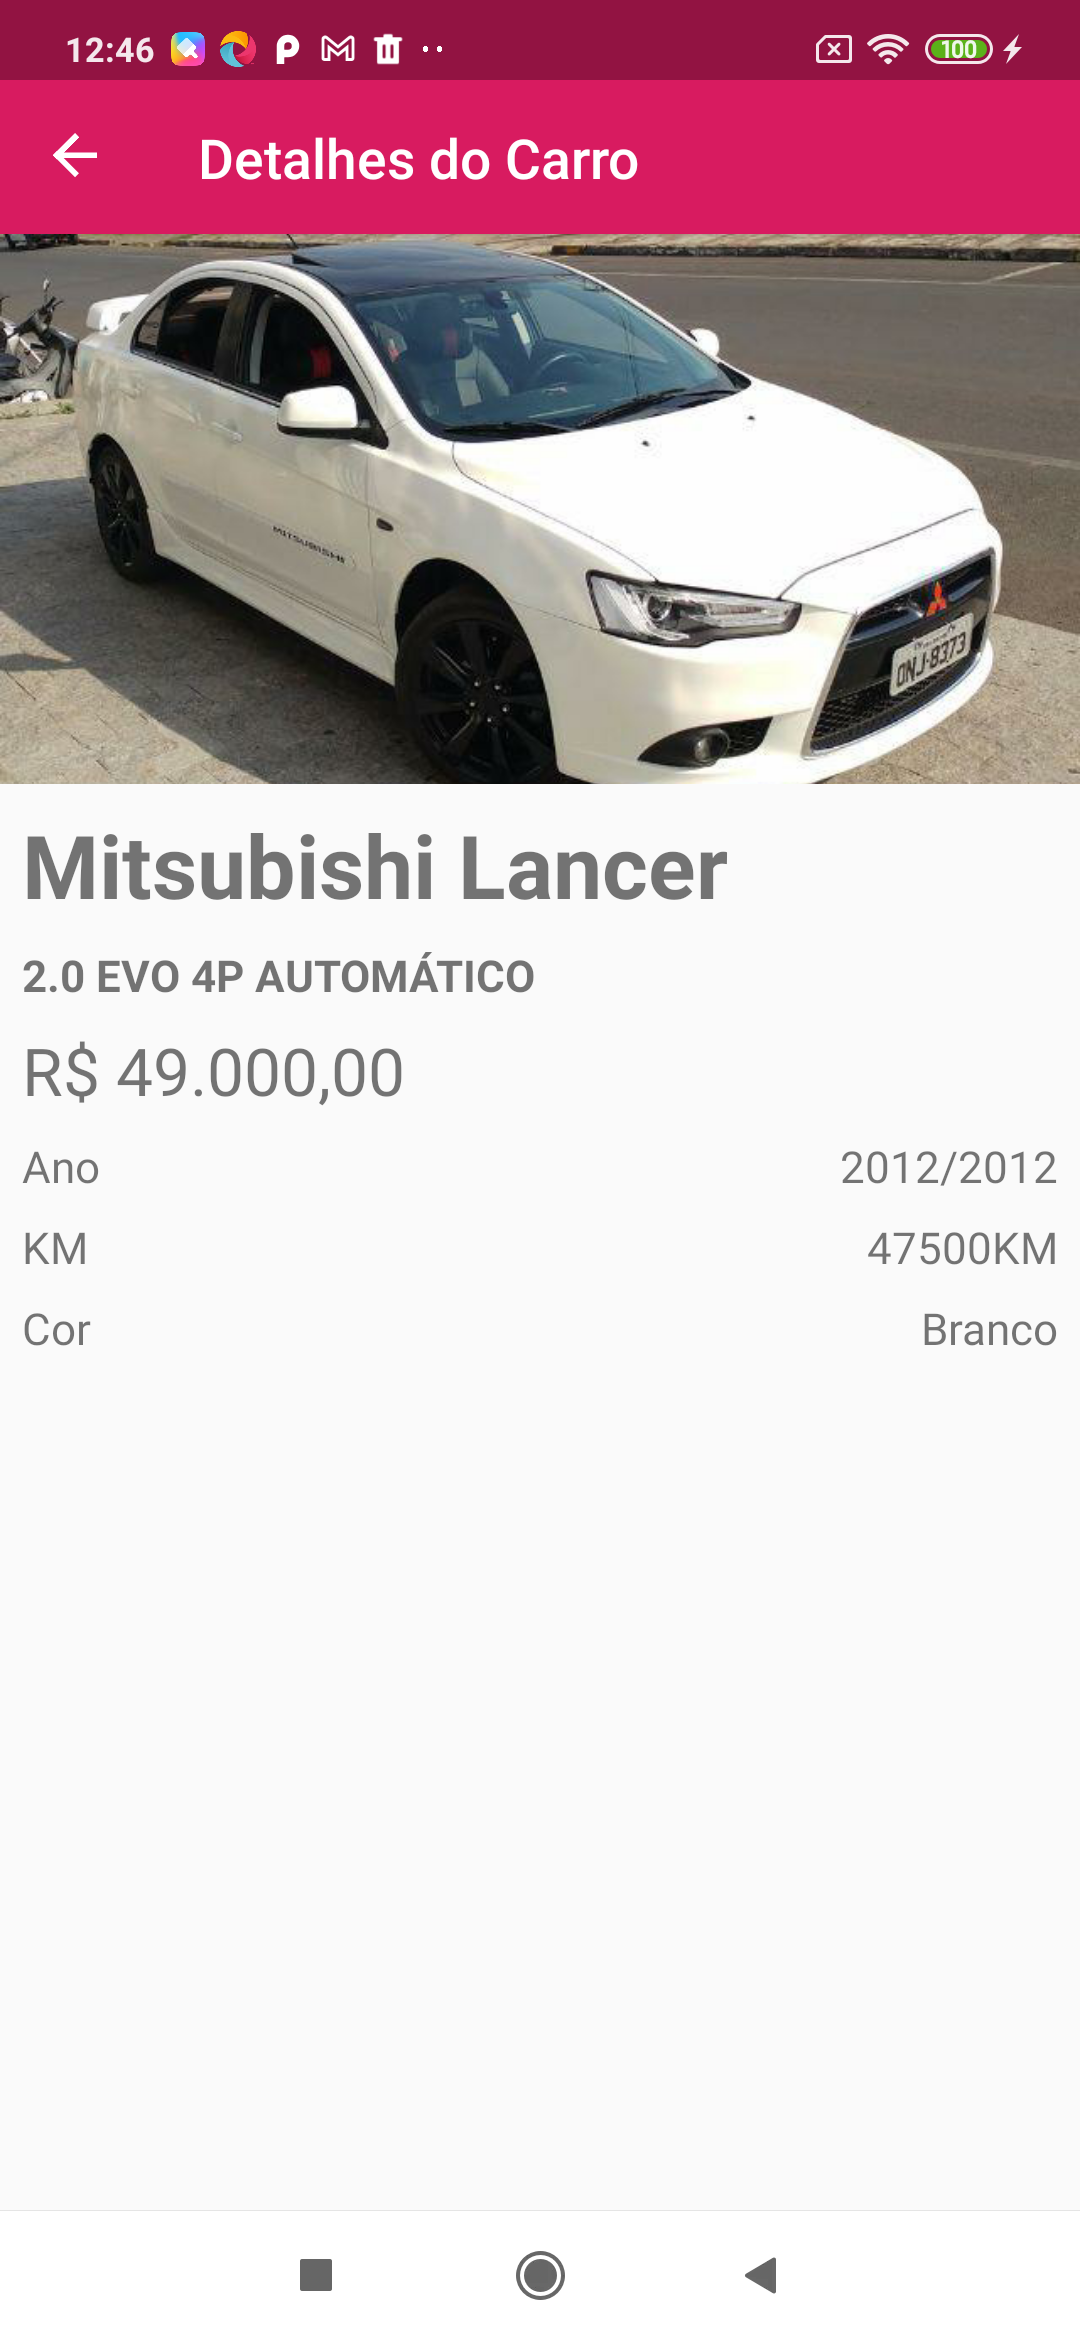 12:46
100
Detalhes do Carro
MITSUBISHI
ONJ-8373
Mitsubishi Lancer
2.0 EVO 4P AUTOMÁTICO
R$ 49.000,00
Ano 2012/2012
KM 47500KM
Cor Branco